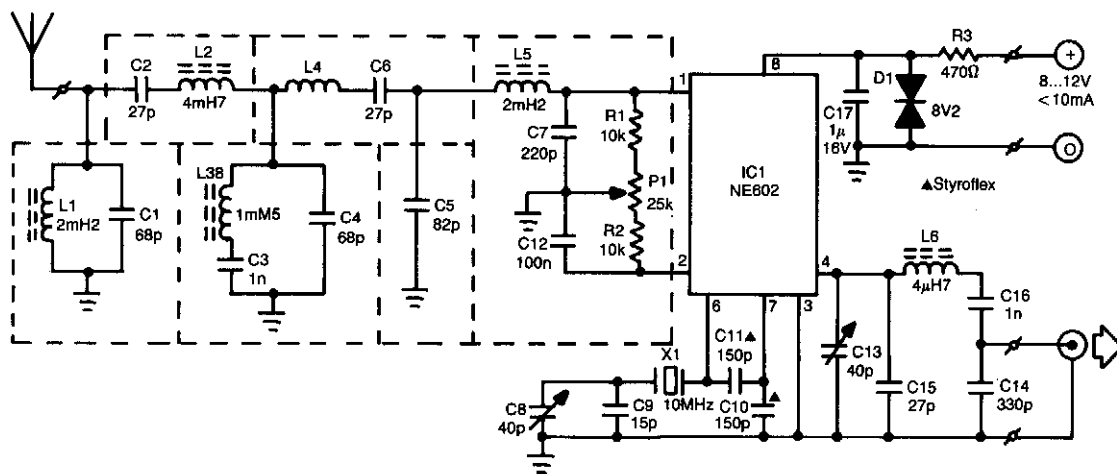 C2
27p
L2
4mH7
L4
C6
27p
L5
2mH2
R3
470Ω
+
8...12V
< 10mA
D1
8V2
C17
1µ
16V
O
▲Styroflex
1
8
C7
220p
R1
10k
P1
25k
R2
10k
C12
100n
2
IC1
NE602
L1
2mH2
C1
68p
L38
1mM5
C3
1n
C4
68p
C5
82p
6
7
3
4
L6
4µH7
C16
1n
C14
330p
C13
40p
C15
27p
X1
10MHz
C11▲
150p
▲
C10
150p
C8
40p
C9
15p